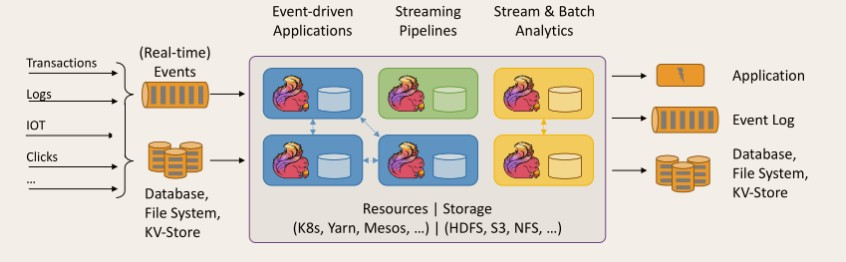 Event-driven
Applications
Streaming
Pipelines
Stream & Batch
Analytics
(Real-time)
Events
Transactions
Logs
IOT
Clicks
...
Database,
File System,
KV-Store
Resources | Storage
(K8s, Yarn, Mesos, ...) | (HDFS, S3, NFS, ...)
Application
Event Log
Database,
File System,
KV-Store